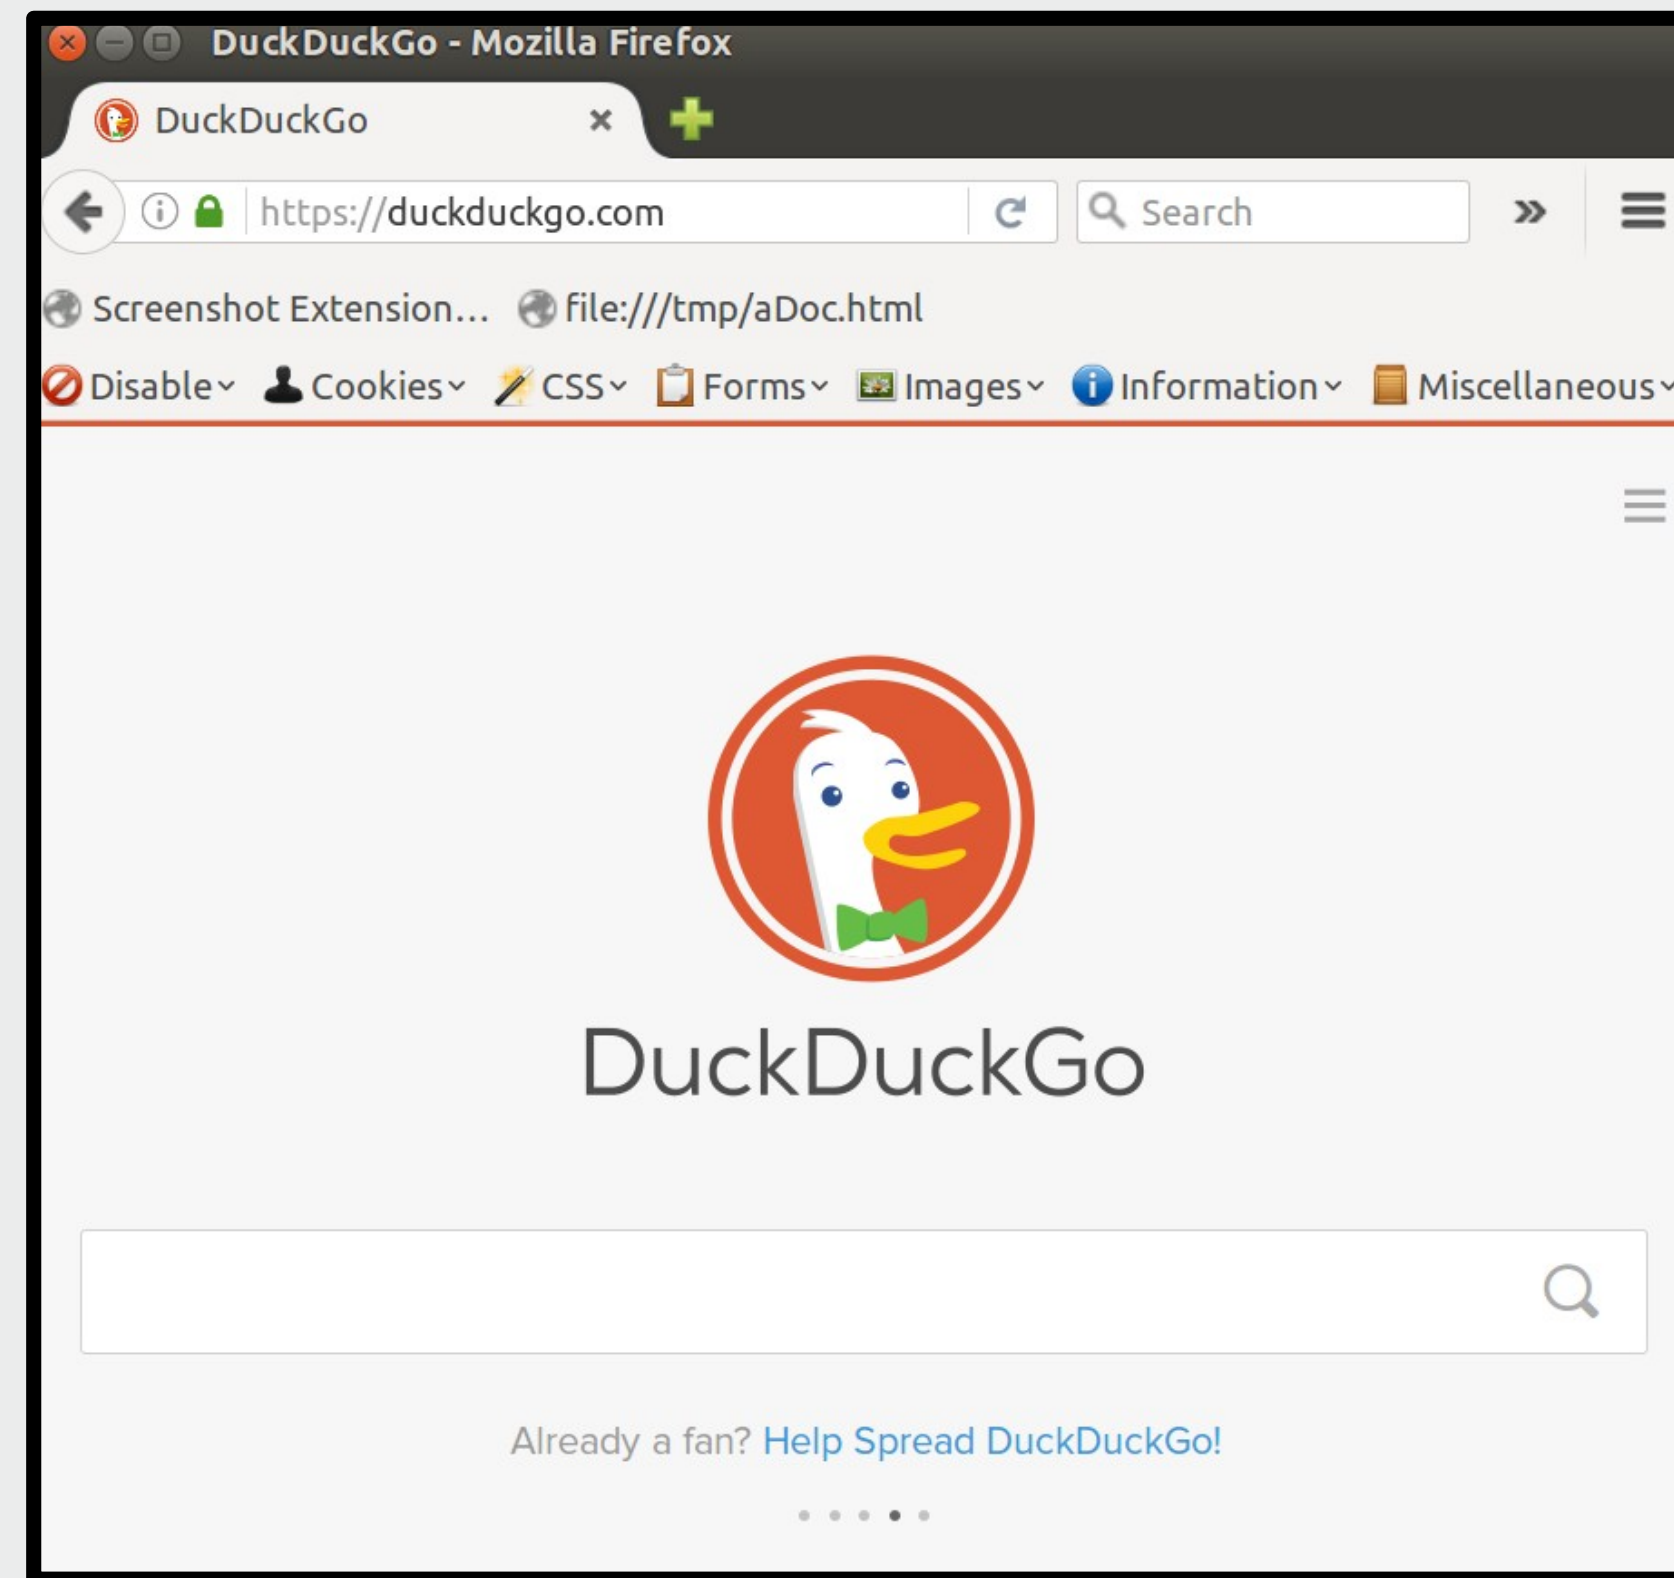 DuckDuckGo - Mozilla Firefox
DuckDuckGo
https://duckduckgo.com Search
Screenshot Extension… file:///tmp/aDoc.html
Disable Cookies CSS Forms Images Information Miscellaneous
DuckDuckGo
Already a fan? Help Spread DuckDuckGo!